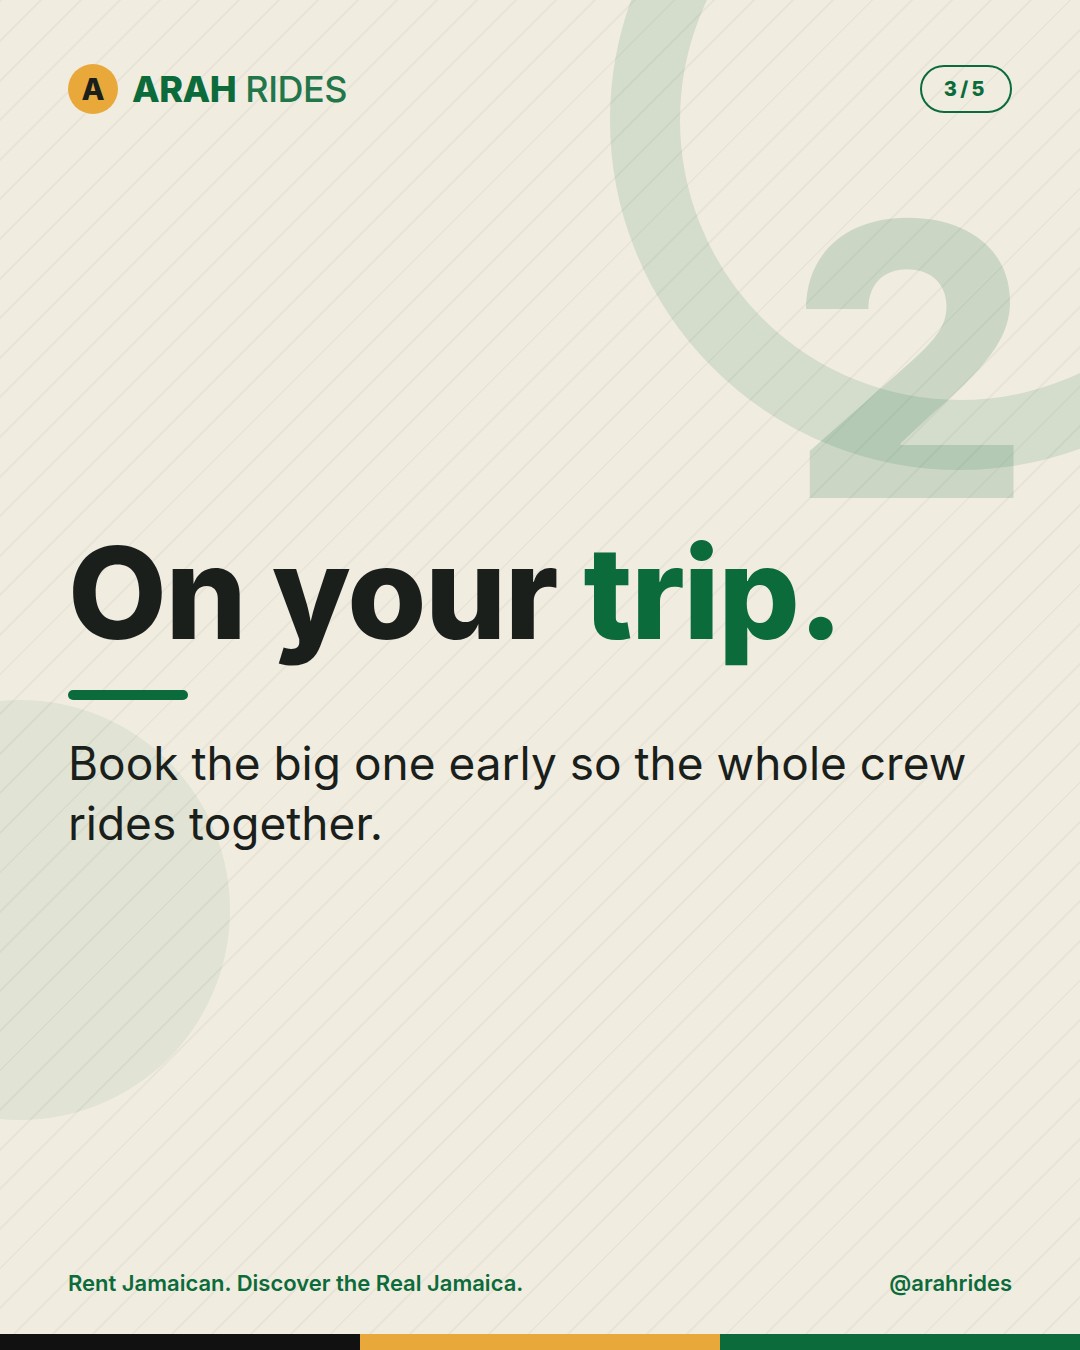 A ARAH RIDES
3/5
2
On your trip.
Book the big one early so the whole crew
rides together.
Rent Jamaican. Discover the Real Jamaica.
@arahrides